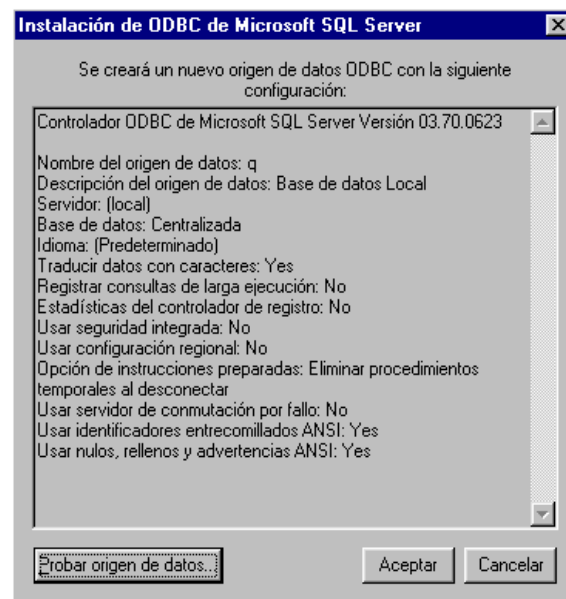 Instalación de ODBC de Microsoft SQL Server
Se creará un nuevo origen de datos ODBC con la siguiente
configuración:
Controlador ODBC de Microsoft SQL Server Versión 03.70.0623
Nombre del origen de datos: q
Descripción del origen de datos: Base de datos Local
Servidor: (local)
Base de datos: Centralizada
Idioma: (Predeterminado)
Traducir datos con caracteres: Yes
Registrar consultas de larga ejecución: No
Estadísticas del controlador de registro: No
Usar seguridad integrada: No
Usar configuración regional: No
Opción de instrucciones preparadas: Eliminar procedimientos
temporales al desconectar
Usar servidor de conmutación por fallo: No
Usar identificadores entrecomillados ANSI: Yes
Usar nulos, rellenos y advertencias ANSI: Yes
Probar origen de datos... Aceptar Cancelar